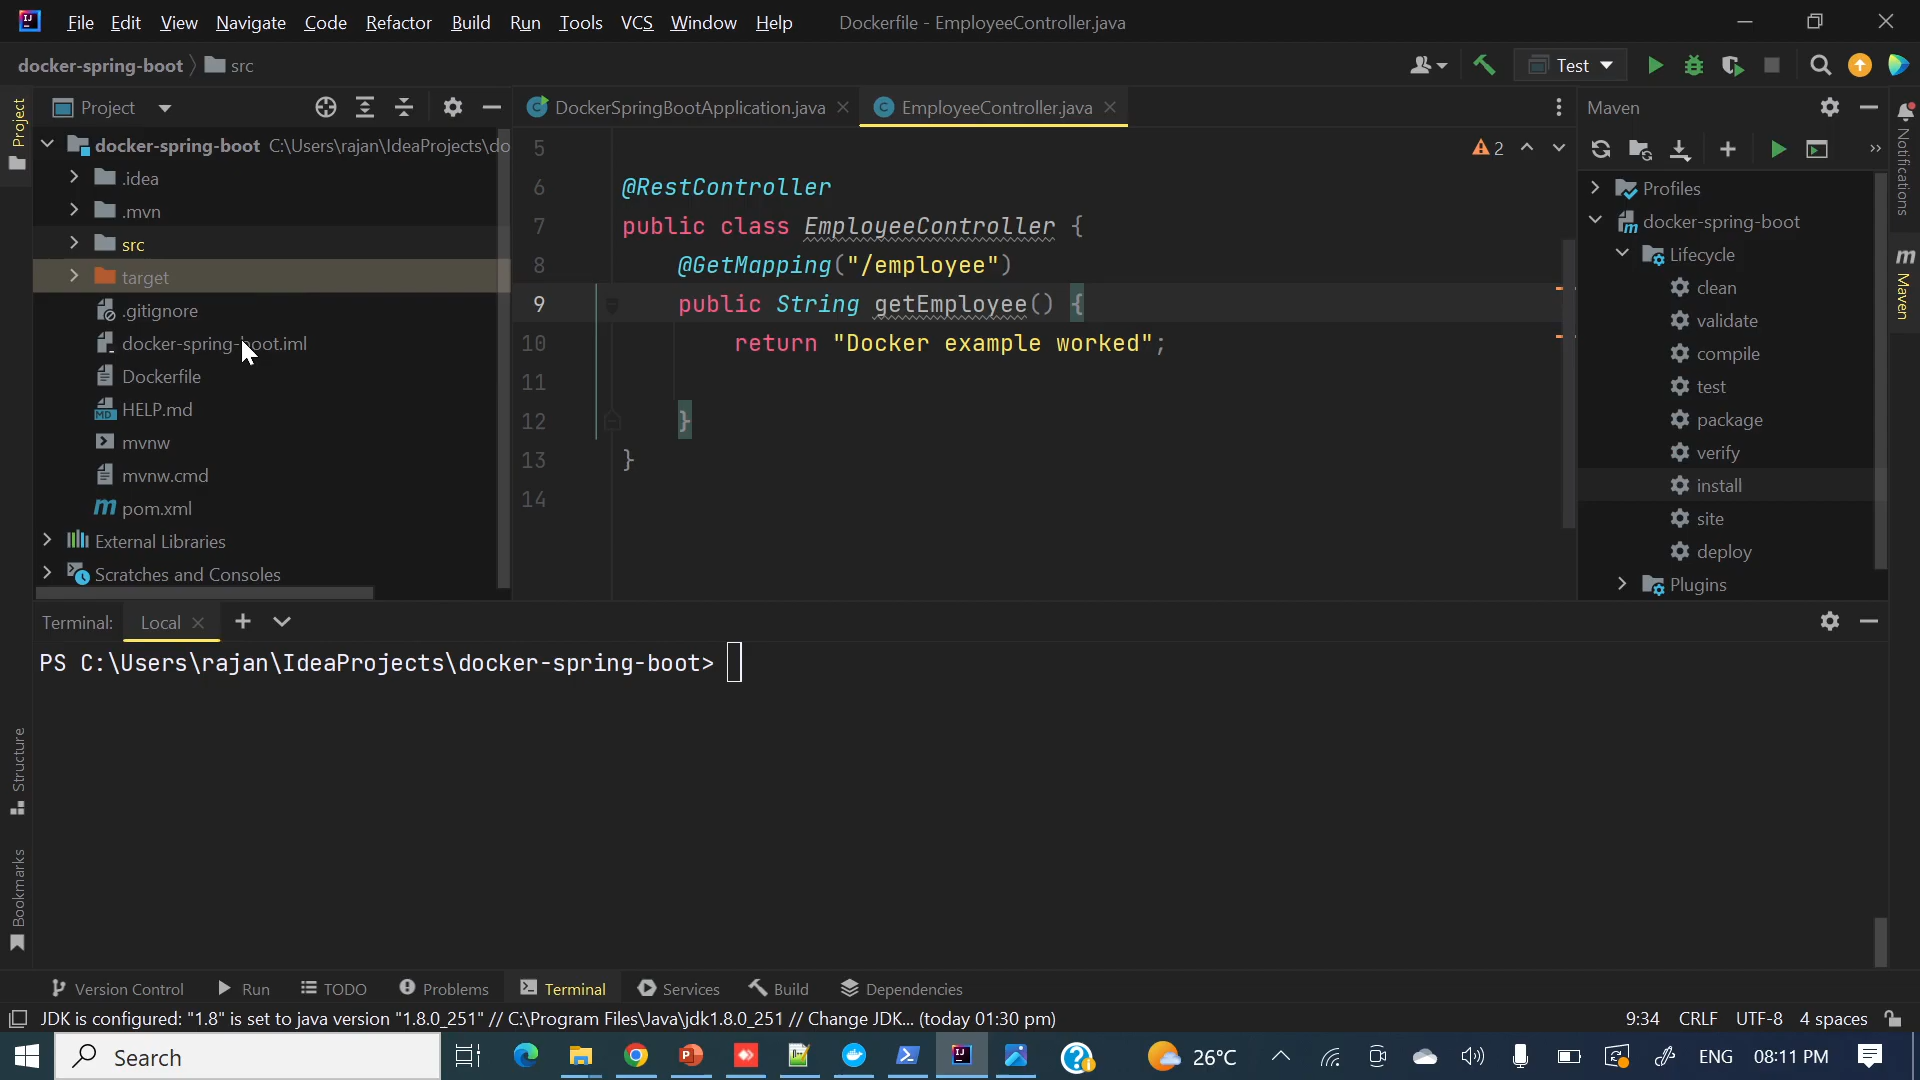 File Edit View Navigate Code Refactor Build Run Tools VCS Window Help Dockerfile - EmployeeController.java
docker-spring-boot src Test
Project
DockerSpringBootApplication.java EmployeeController.java
Maven
docker-spring-boot C:\Users\rajan\IdeaProjects\do
.idea
.mvn
src
target
.gitignore
docker-spring-boot.iml
Dockerfile
HELP.md
mvnw
mvnw.cmd
pom.xml
External Libraries
Scratches and Consoles
2
5
6 @RestController
7 public class EmployeeController {
8 @GetMapping("/employee")
9 public String getEmployee() {
10 return "Docker example worked";
11
12 }
13 }
14
Profiles
docker-spring-boot
Lifecycle
clean
validate
compile
test
package
verify
install
site
deploy
Plugins
Project
Structure
Bookmarks
Notifications
Maven
Terminal: Local
PS C:\Users\rajan\IdeaProjects\docker-spring-boot>
Version Control Run TODO Problems Terminal Services Build Dependencies
JDK is configured: "1.8" is set to java version "1.8.0_251" // C:\Program Files\Java\jdk1.8.0_251 // Change JDK... (today 01:30 pm) 9:34 CRLF UTF-8 4 spaces
Search 26°C ENG 08:11 PM